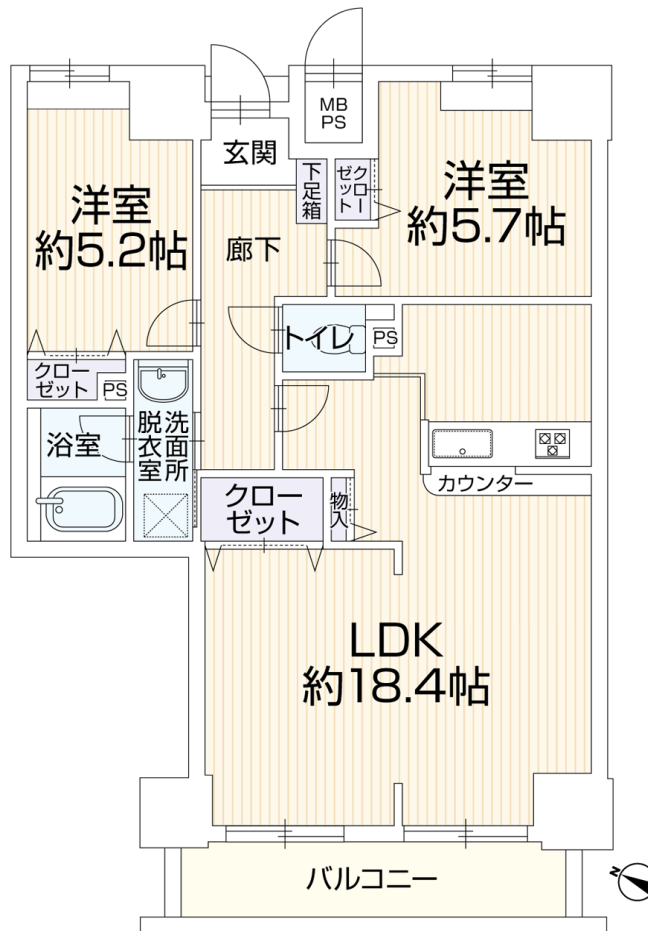 MB
PS
玄関
下足箱
クロー
ゼット
洋室
約5.7帖
洋室
約5.2帖
廊下
トイレ
PS
クロー
ゼット
PS
浴室
洗面所
脱衣室
クロー
ゼット
物入
カウンター
LDK
約18.4帖
バルコニー
N